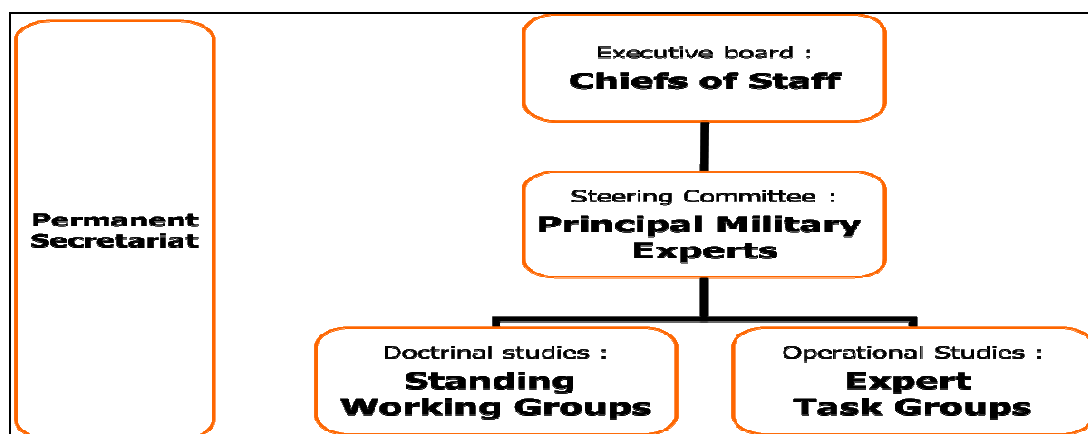 Permanent
Secretariat
Executive board :
Chiefs of Staff
Steering Committee :
Principal Military
Experts
Doctrinal studies :
Standing
Working Groups
Operational Studies :
Expert
Task Groups